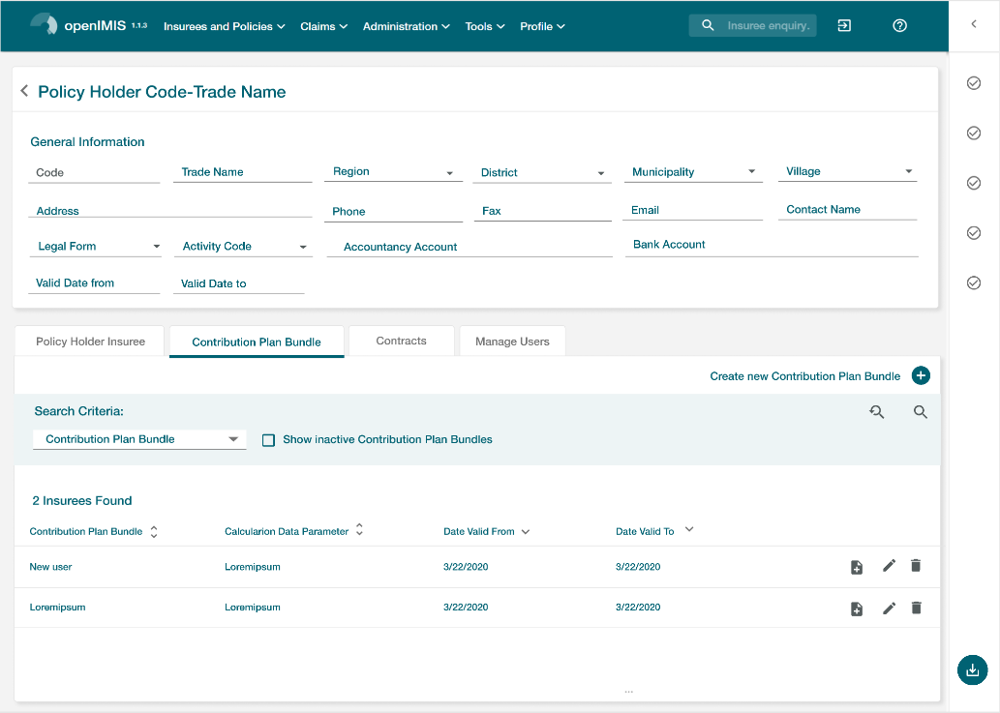 openIMIS 1.1.3 Insurees and Policies Claims Administration Tools Profile Insuree enquiry.
Policy Holder Code-Trade Name
General Information
Code Trade Name Region District Municipality Village
Address Phone Fax Email Contact Name
Legal Form Activity Code Accountancy Account Bank Account
Valid Date from Valid Date to
Policy Holder Insuree Contribution Plan Bundle Contracts Manage Users
Create new Contribution Plan Bundle
Search Criteria:
Contribution Plan Bundle Show inactive Contribution Plan Bundles
2 Insurees Found
Contribution Plan Bundle Calcularion Data Parameter Date Valid From Date Valid To
New user Loremipsum 3/22/2020 3/22/2020
Loremipsum Loremipsum 3/22/2020 3/22/2020
...